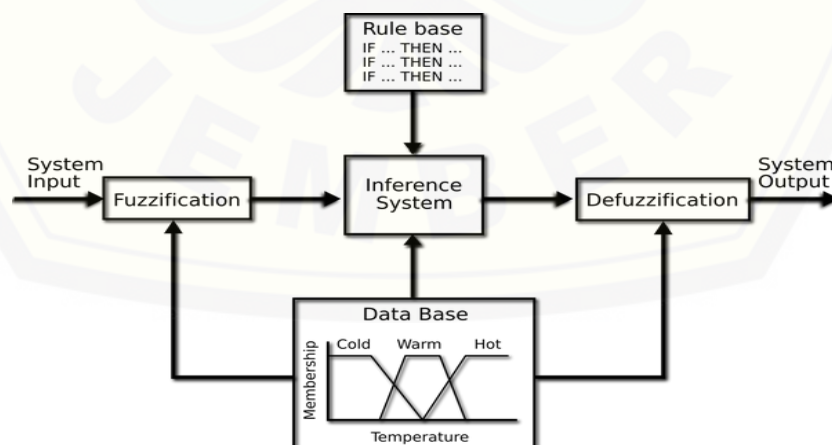 Rule base
IF ... THEN ...
IF ... THEN ...
IF ... THEN ...
JEMBER
System
Input
Fuzzification
Inference
System
Defuzzification
System
Output
Data Base
Cold Warm Hot
Membership
Temperature